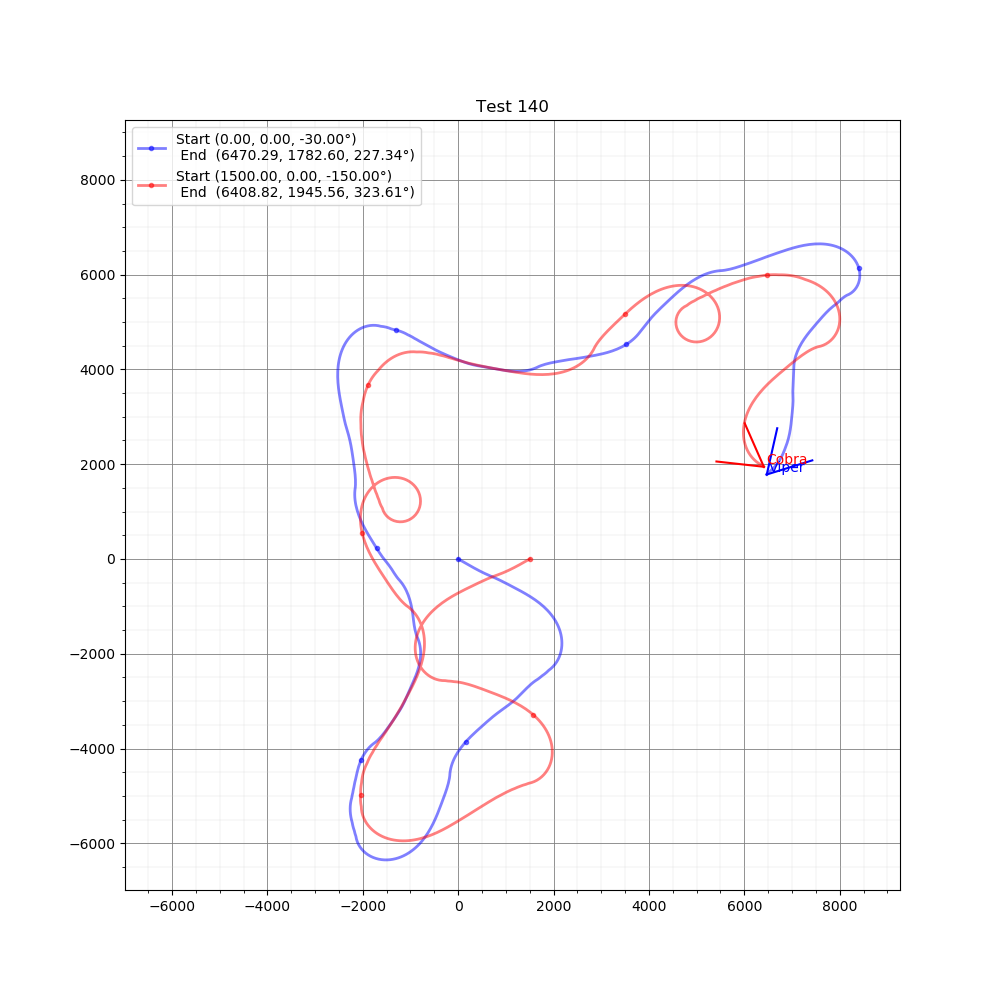 Test 140
Start (0.00, 0.00, -30.00°)
End  (6470.29, 1782.60, 227.34°)
Start (1500.00, 0.00, -150.00°)
End  (6408.82, 1945.56, 323.61°)
8000
6000
4000
2000
0
−2000
−4000
−6000
Cobra
Viper
−6000 −4000 −2000 0 2000 4000 6000 8000